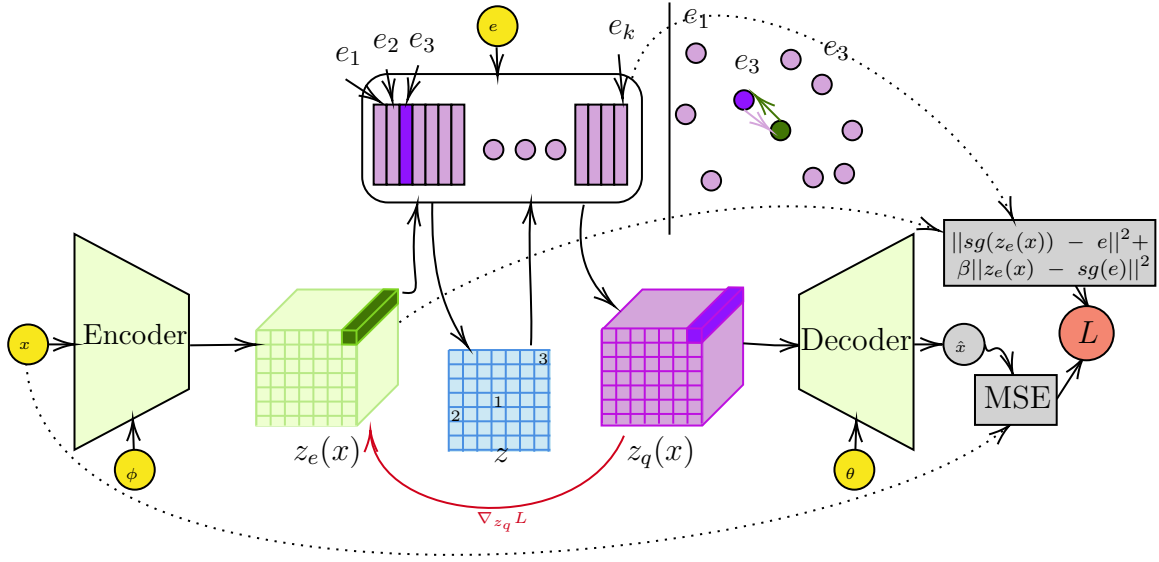 e
e_1
e_2
e_3
e_k
e_1
e_3
e_3
||sg(z_e(x)) − e||^2+
β||z_e(x) − sg(e)||^2
x
Encoder
Decoder
x̂
L
MSE
3
1
2
z_e(x)
z
z_q(x)
ϕ
θ
∇_{z_q} L